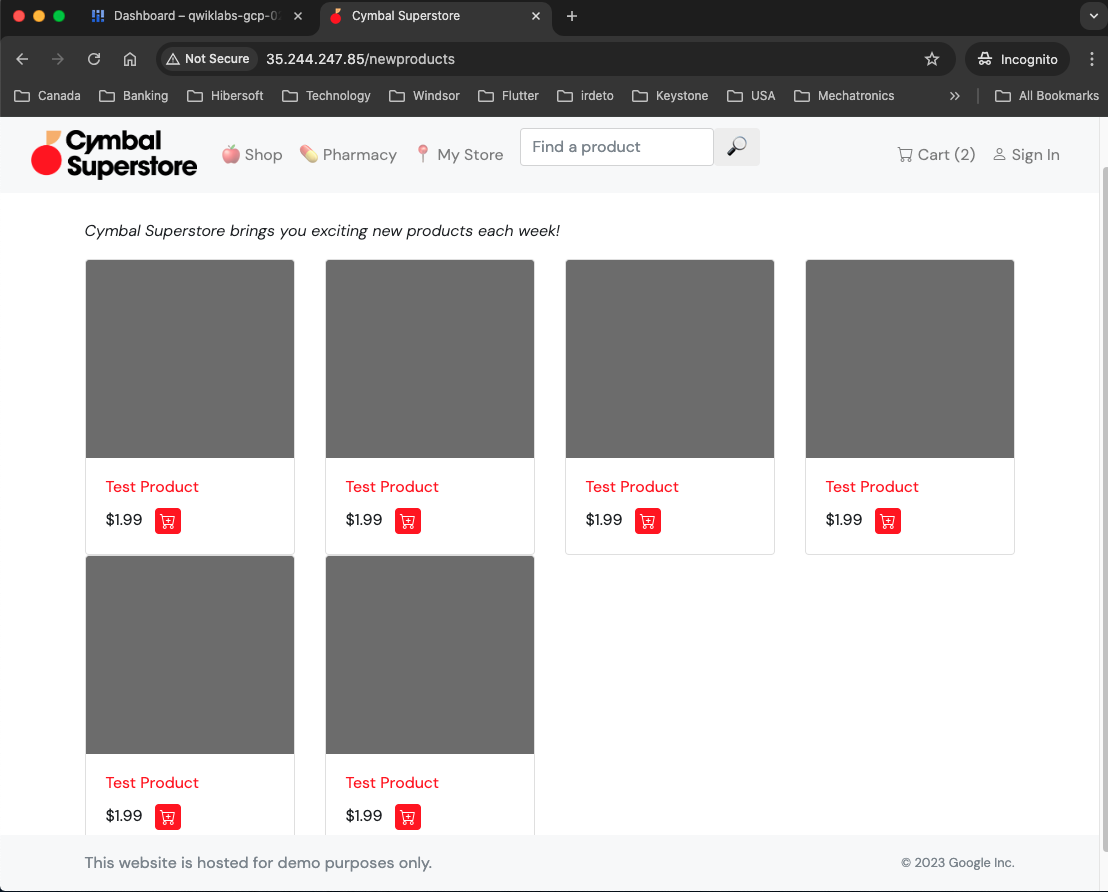 Dashboard – qwiklabs-gcp-0
Cymbal Superstore
Not Secure
35.244.247.85/newproducts
Incognito
Canada
Banking
Hibersoft
Technology
Windsor
Flutter
irdeto
Keystone
USA
Mechatronics
All Bookmarks
Cymbal
Superstore
Shop
Pharmacy
My Store
Find a product
Cart (2)
Sign In
Cymbal Superstore brings you exciting new products each week!
Test Product
$1.99
Test Product
$1.99
Test Product
$1.99
Test Product
$1.99
Test Product
$1.99
Test Product
$1.99
This website is hosted for demo purposes only.
© 2023 Google Inc.